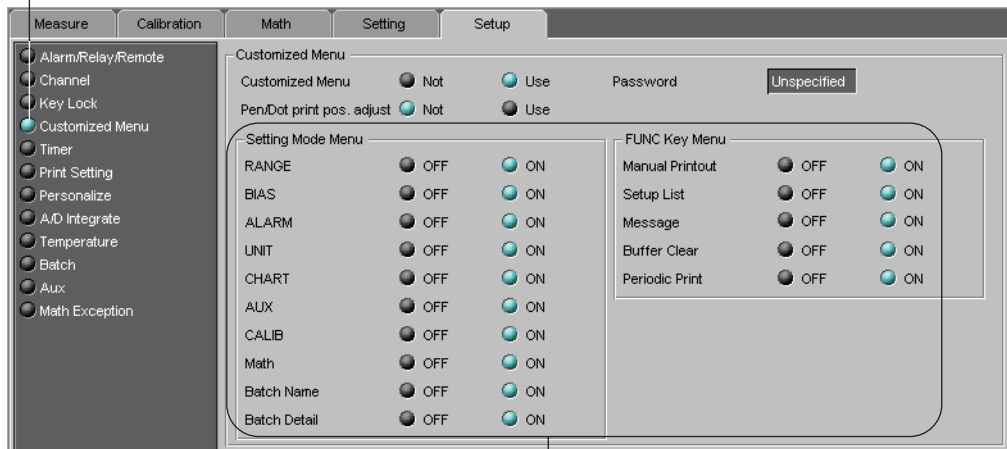 Measure Calibration Math Setting Setup
Alarm/Relay/Remote
Channel
Key Lock
Customized Menu
Timer
Print Setting
Personalize
A/D Integrate
Temperature
Batch
Aux
Math Exception
Customized Menu
Customized Menu Not Use Password Unspecified
Pen/Dot print pos. adjust Not Use
Setting Mode Menu
RANGE OFF ON
BIAS OFF ON
ALARM OFF ON
UNIT OFF ON
CHART OFF ON
AUX OFF ON
CALIB OFF ON
Math OFF ON
Batch Name OFF ON
Batch Detail OFF ON
FUNC Key Menu
Manual Printout OFF ON
Setup List OFF ON
Message OFF ON
Buffer Clear OFF ON
Periodic Print OFF ON